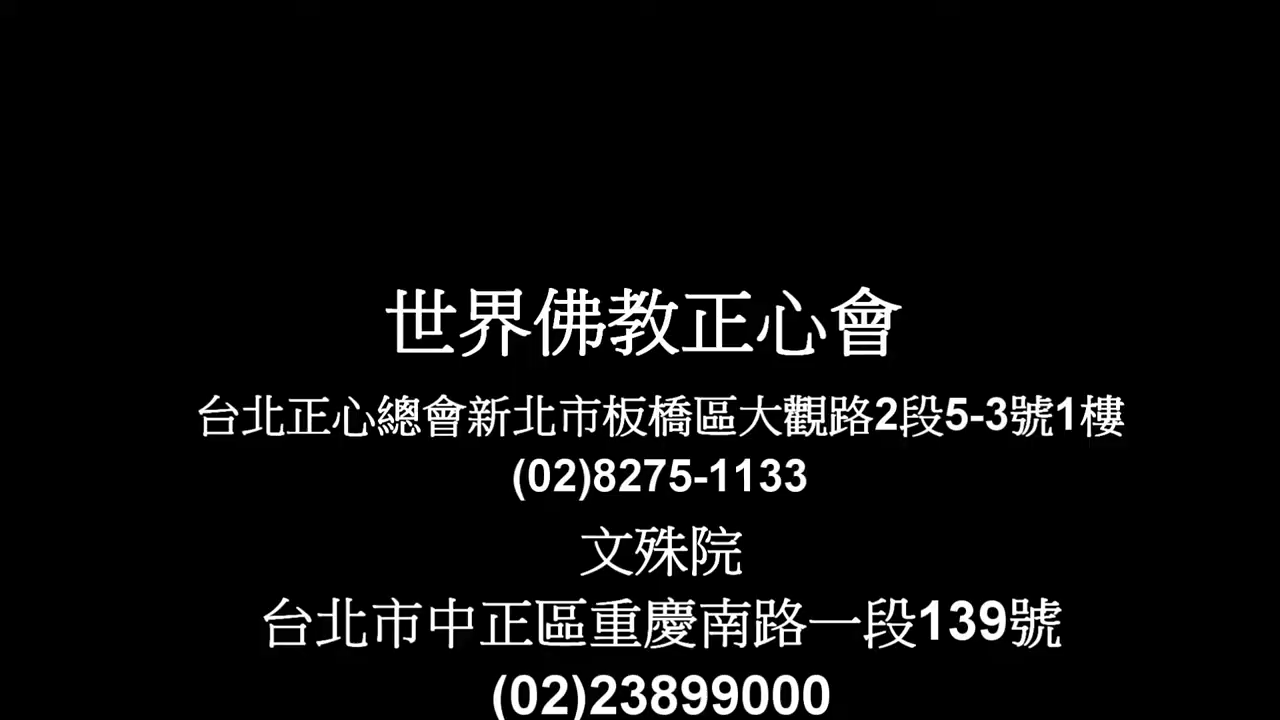 世界佛教正心會
台北正心總會新北市板橋區大觀路2段5-3號1樓
(02)8275-1133
文殊院
台北市中正區重慶南路一段139號
(02)23899000